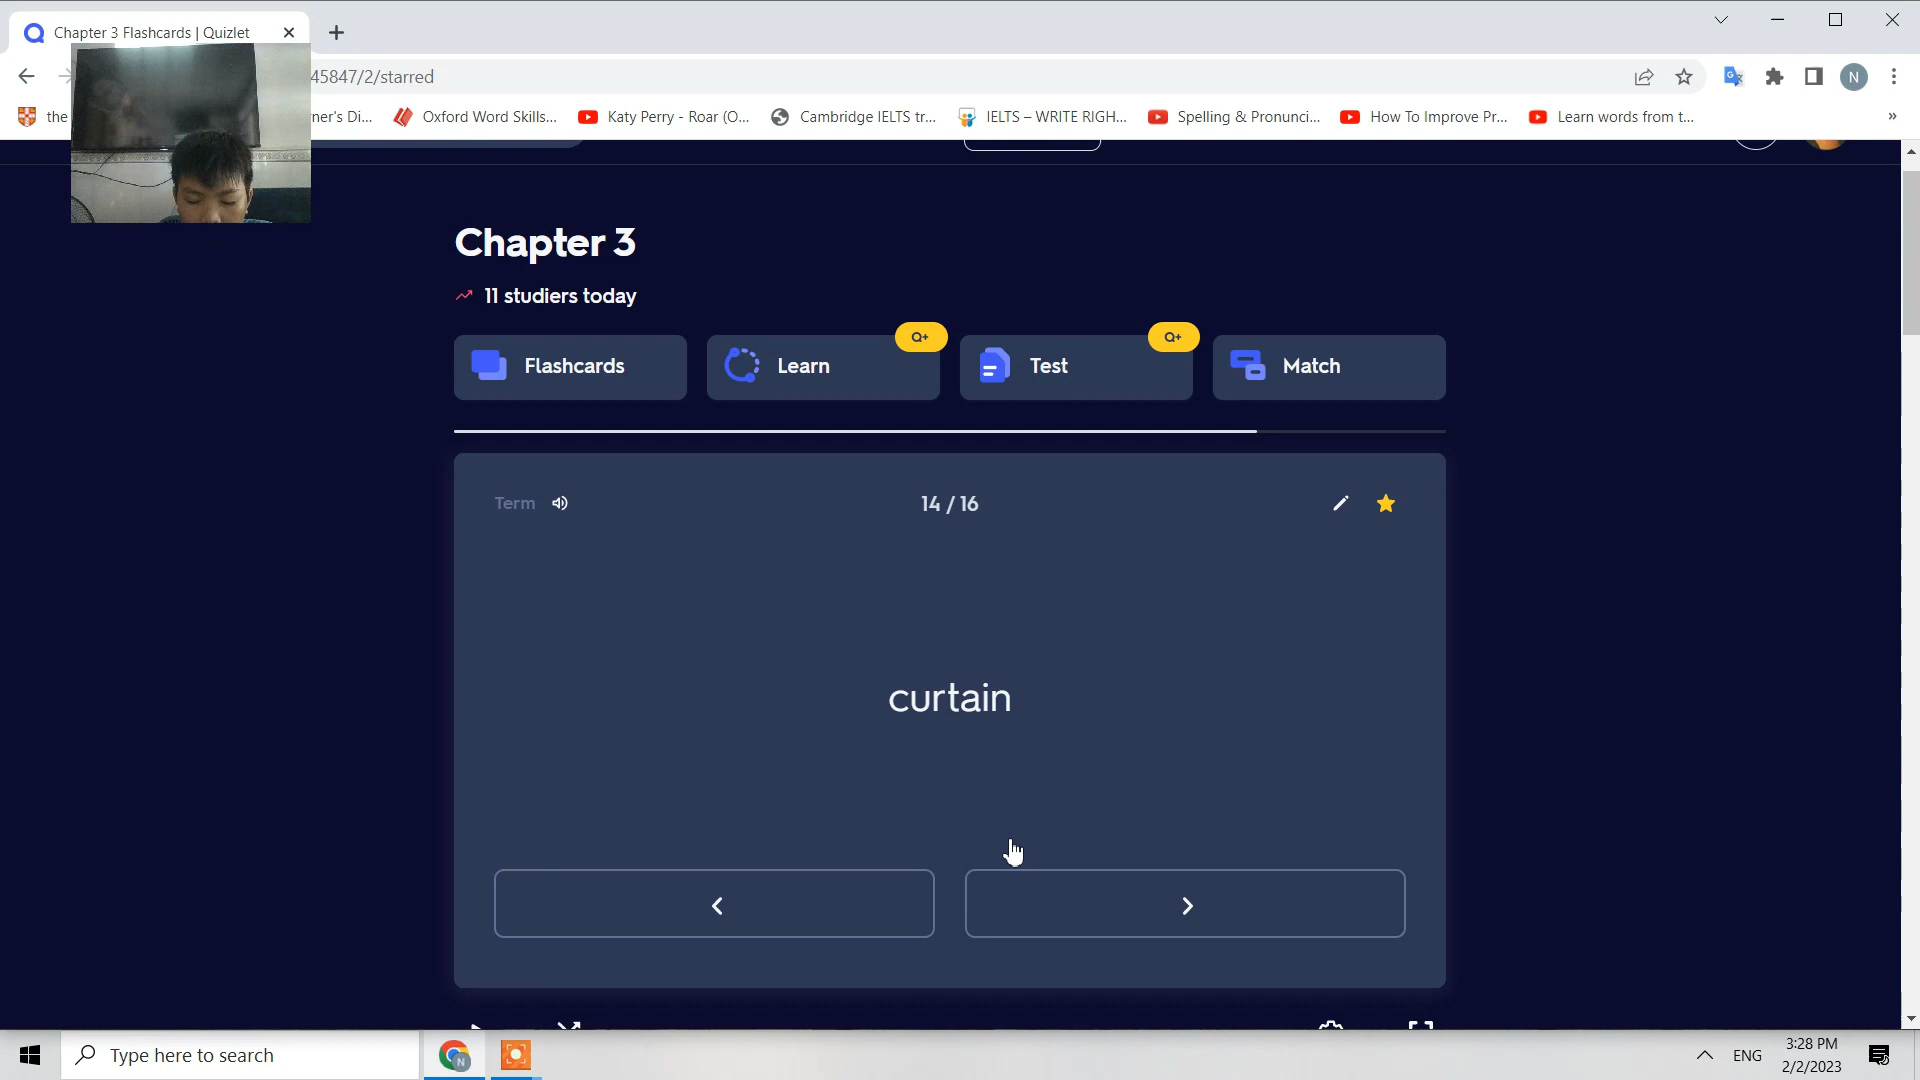 Chapter 3 Flashcards | Quizlet
45847/2/starred
N
the
ner's Di...
Oxford Word Skills...
Katy Perry - Roar (O...
Cambridge IELTS tr...
IELTS – WRITE RIGH...
Spelling & Pronunci...
How To Improve Pr...
Learn words from t...
»
Chapter 3
11 studiers today
Flashcards
Learn
Q+
Test
Q+
Match
Term
14 / 16
curtain
Type here to search
N
ENG
3:28 PM
2/2/2023